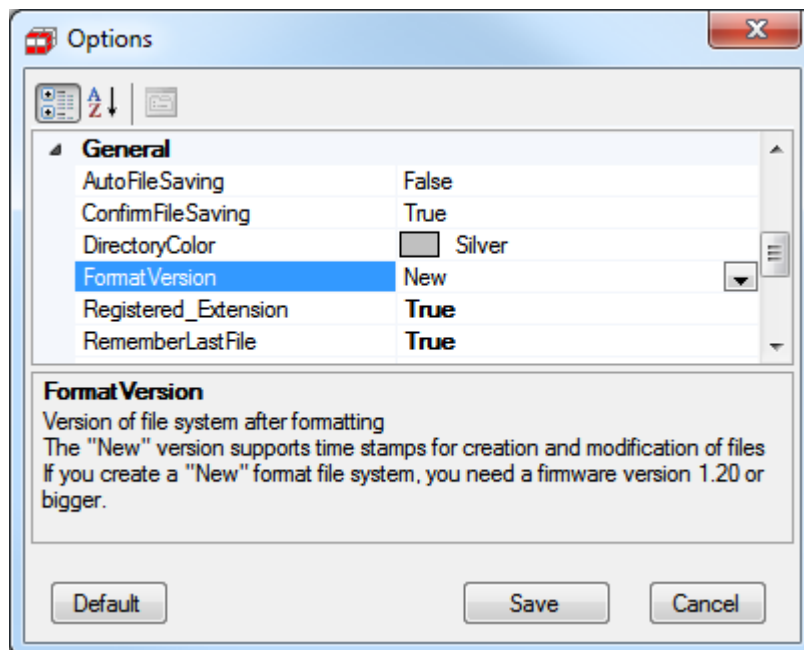 Options
General
AutoFileSaving False
ConfirmFileSaving True
DirectoryColor Silver
FormatVersion New
Registered_Extension True
RememberLastFile True
FormatVersion
Version of file system after formatting
The "New" version supports time stamps for creation and modification of files
If you create a "New" format file system, you need a firmware version 1.20 or
bigger.
Default Save Cancel